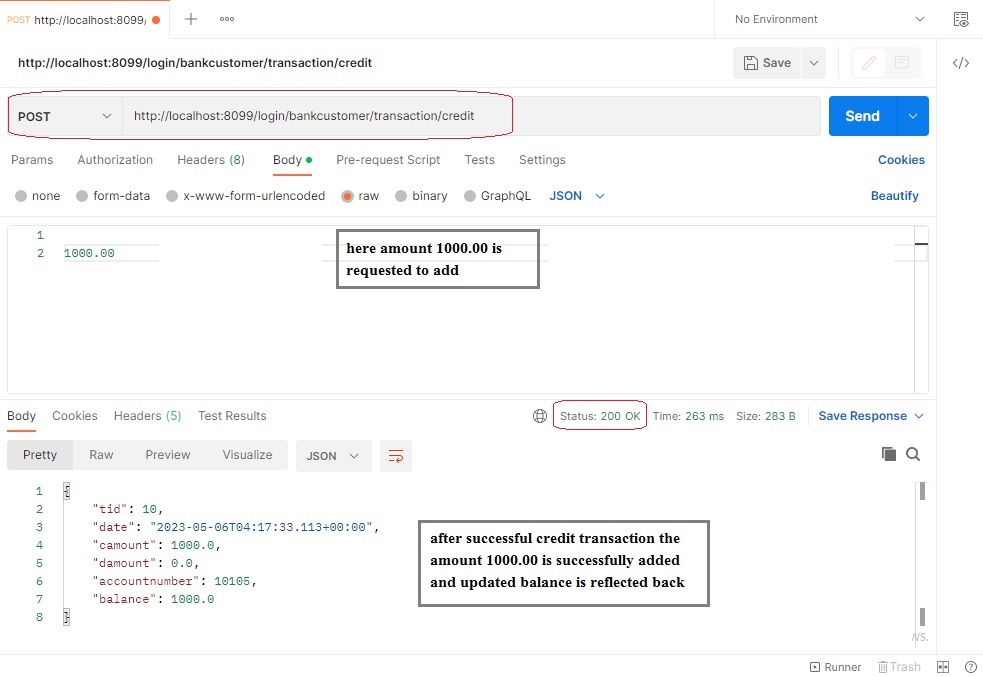 POST http://localhost:8099/
No Environment
http://localhost:8099/login/bankcustomer/transaction/credit
Save
</>
POST http://localhost:8099/login/bankcustomer/transaction/credit
Send
Params Authorization Headers (8) Body Pre-request Script Tests Settings Cookies
none form-data x-www-form-urlencoded raw binary GraphQL JSON Beautify
1
2 1000.00
here amount 1000.00 is
requested to add
Body Cookies Headers (5) Test Results Status: 200 OK Time: 263 ms Size: 283 B Save Response
Pretty Raw Preview Visualize JSON
1 {
2 "tid": 10,
3 "date": "2023-05-06T04:17:33.113+00:00",
4 "camount": 1000.0,
5 "damount": 0.0,
6 "accountnumber": 10105,
7 "balance": 1000.0
8 }
after successful credit transaction the
amount 1000.00 is successfully added
and updated balance is reflected back
NS.
Runner Trash